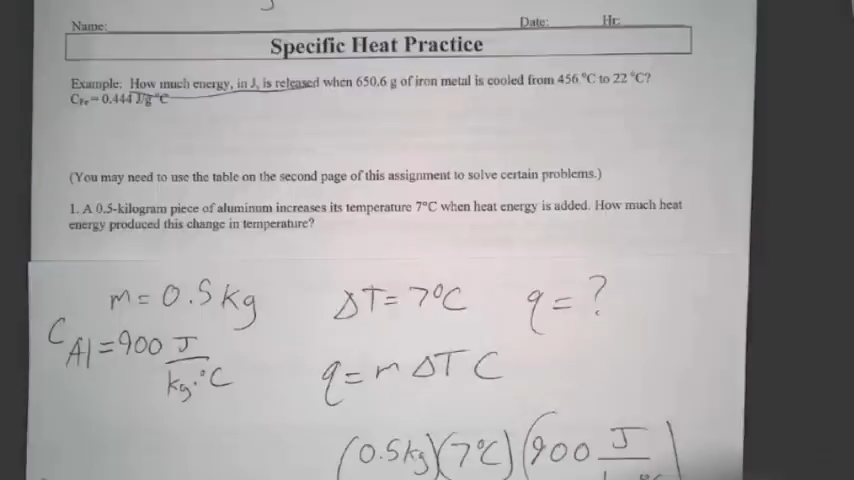 Name: Date: Hr:
Specific Heat Practice
Example: How much energy, in J, is released when 650.6 g of iron metal is cooled from 456 °C to 22 °C?
CFe = 0.444 J/g °C
(You may need to use the table on the second page of this assignment to solve certain problems.)
1. A 0.5-kilogram piece of aluminum increases its temperature 7°C when heat energy is added. How much heat
energy produced this change in temperature?
m = 0.5 kg ΔT = 7°C q = ?
CAl = 900 J/kg·°C
q = m ΔT C
(0.5kg)(7°C)(900 J